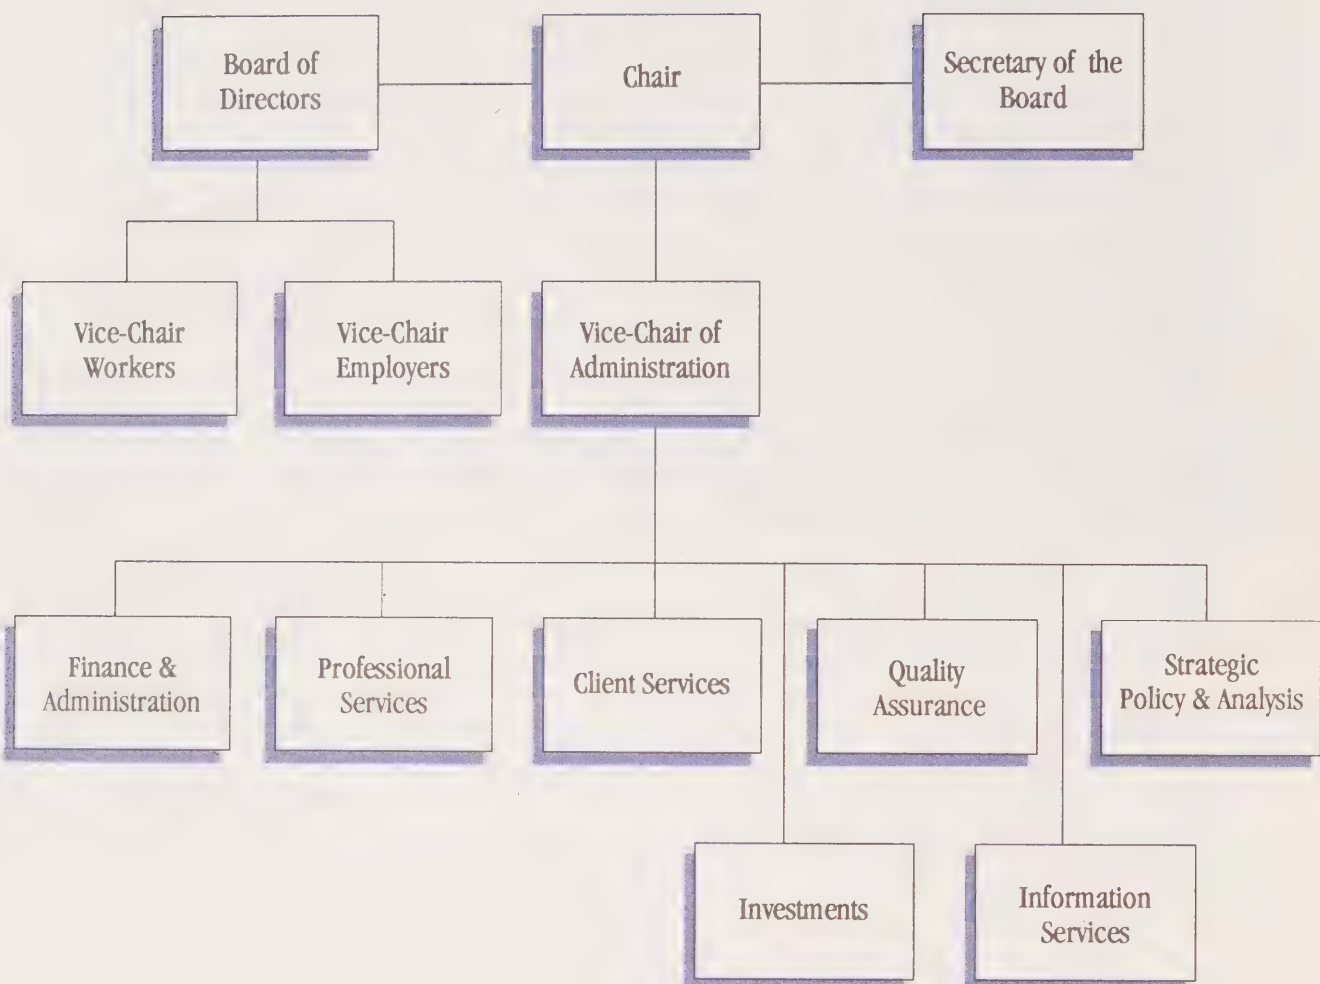 Board of
Directors
Chair
Secretary of the
Board
Vice-Chair
Workers
Vice-Chair
Employers
Vice-Chair of
Administration
Finance &
Administration
Professional
Services
Client Services
Quality
Assurance
Strategic
Policy & Analysis
Investments
Information
Services